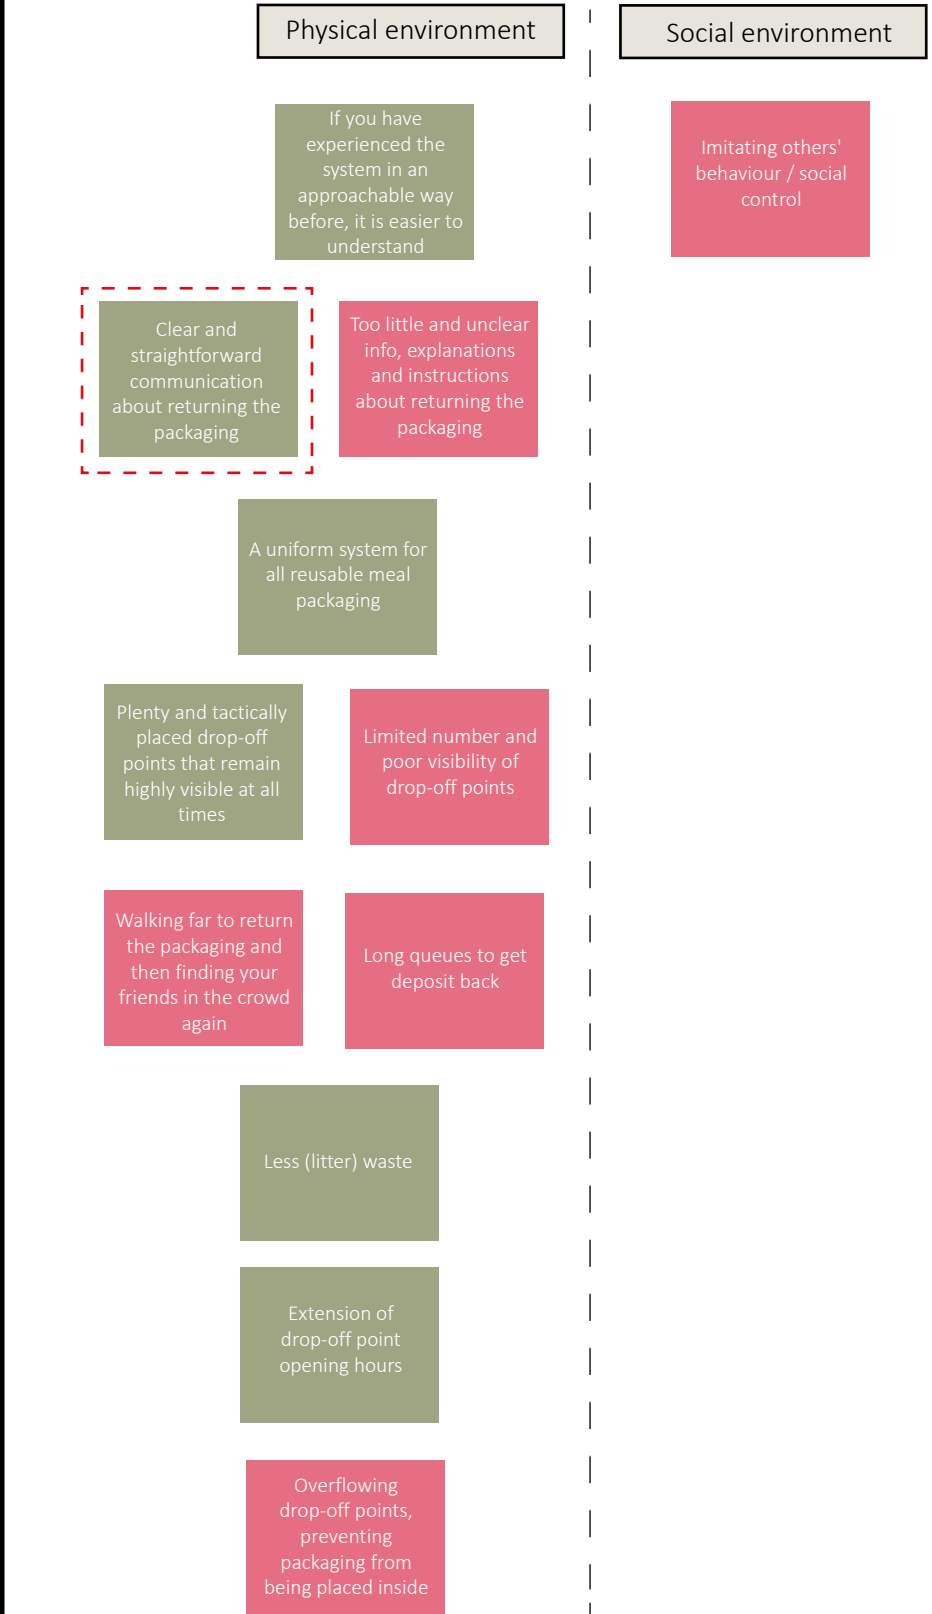 Physical environment
Social environment
If you have
experienced the
system in an
approachable way
before, it is easier to
understand
Imitating others'
behaviour / social
control
Clear and
straightforward
communication
about returning the
packaging
Too little and unclear
info, explanations
and instructions
about returning the
packaging
A uniform system for
all reusable meal
packaging
Plenty and tactically
placed drop-off
points that remain
highly visible at all
times
Limited number and
poor visibility of
drop-off points
Walking far to return
the packaging and
then finding your
friends in the crowd
again
Long queues to get
deposit back
Less (litter) waste
Extension of
drop-off point
opening hours
Overflowing
drop-off points,
preventing
packaging from
being placed inside